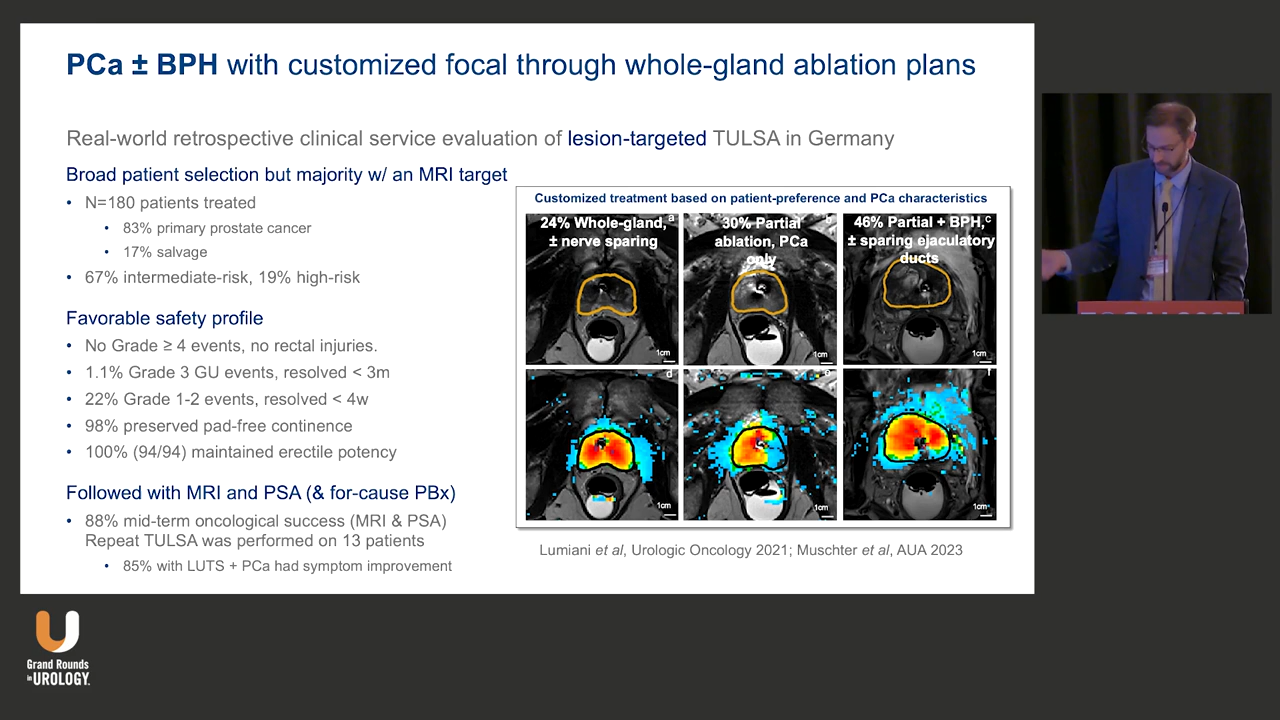 PCa ± BPH with customized focal through whole-gland ablation plans
Real-world retrospective clinical service evaluation of lesion-targeted TULSA in Germany
Broad patient selection but majority w/ an MRI target
• N=180 patients treated
• 83% primary prostate cancer
• 17% salvage
• 67% intermediate-risk, 19% high-risk
Favorable safety profile
• No Grade ≥ 4 events, no rectal injuries.
• 1.1% Grade 3 GU events, resolved < 3m
• 22% Grade 1-2 events, resolved < 4w
• 98% preserved pad-free continence
• 100% (94/94) maintained erectile potency
Followed with MRI and PSA (& for-cause PBx)
• 88% mid-term oncological success (MRI & PSA)
Repeat TULSA was performed on 13 patients
• 85% with LUTS + PCa had symptom improvement
Customized treatment based on patient-preference and PCa characteristics
24% Whole-gland, a
± nerve sparing
30% Partial b
ablation, PCa
only
46% Partial + BPH, c
± sparing ejaculatory
ducts
1cm
1cm
1cm
d
e
f
1cm
1cm
1cm
Lumiani et al, Urologic Oncology 2021; Muschter et al, AUA 2023
Grand Rounds
in UROLOGY.